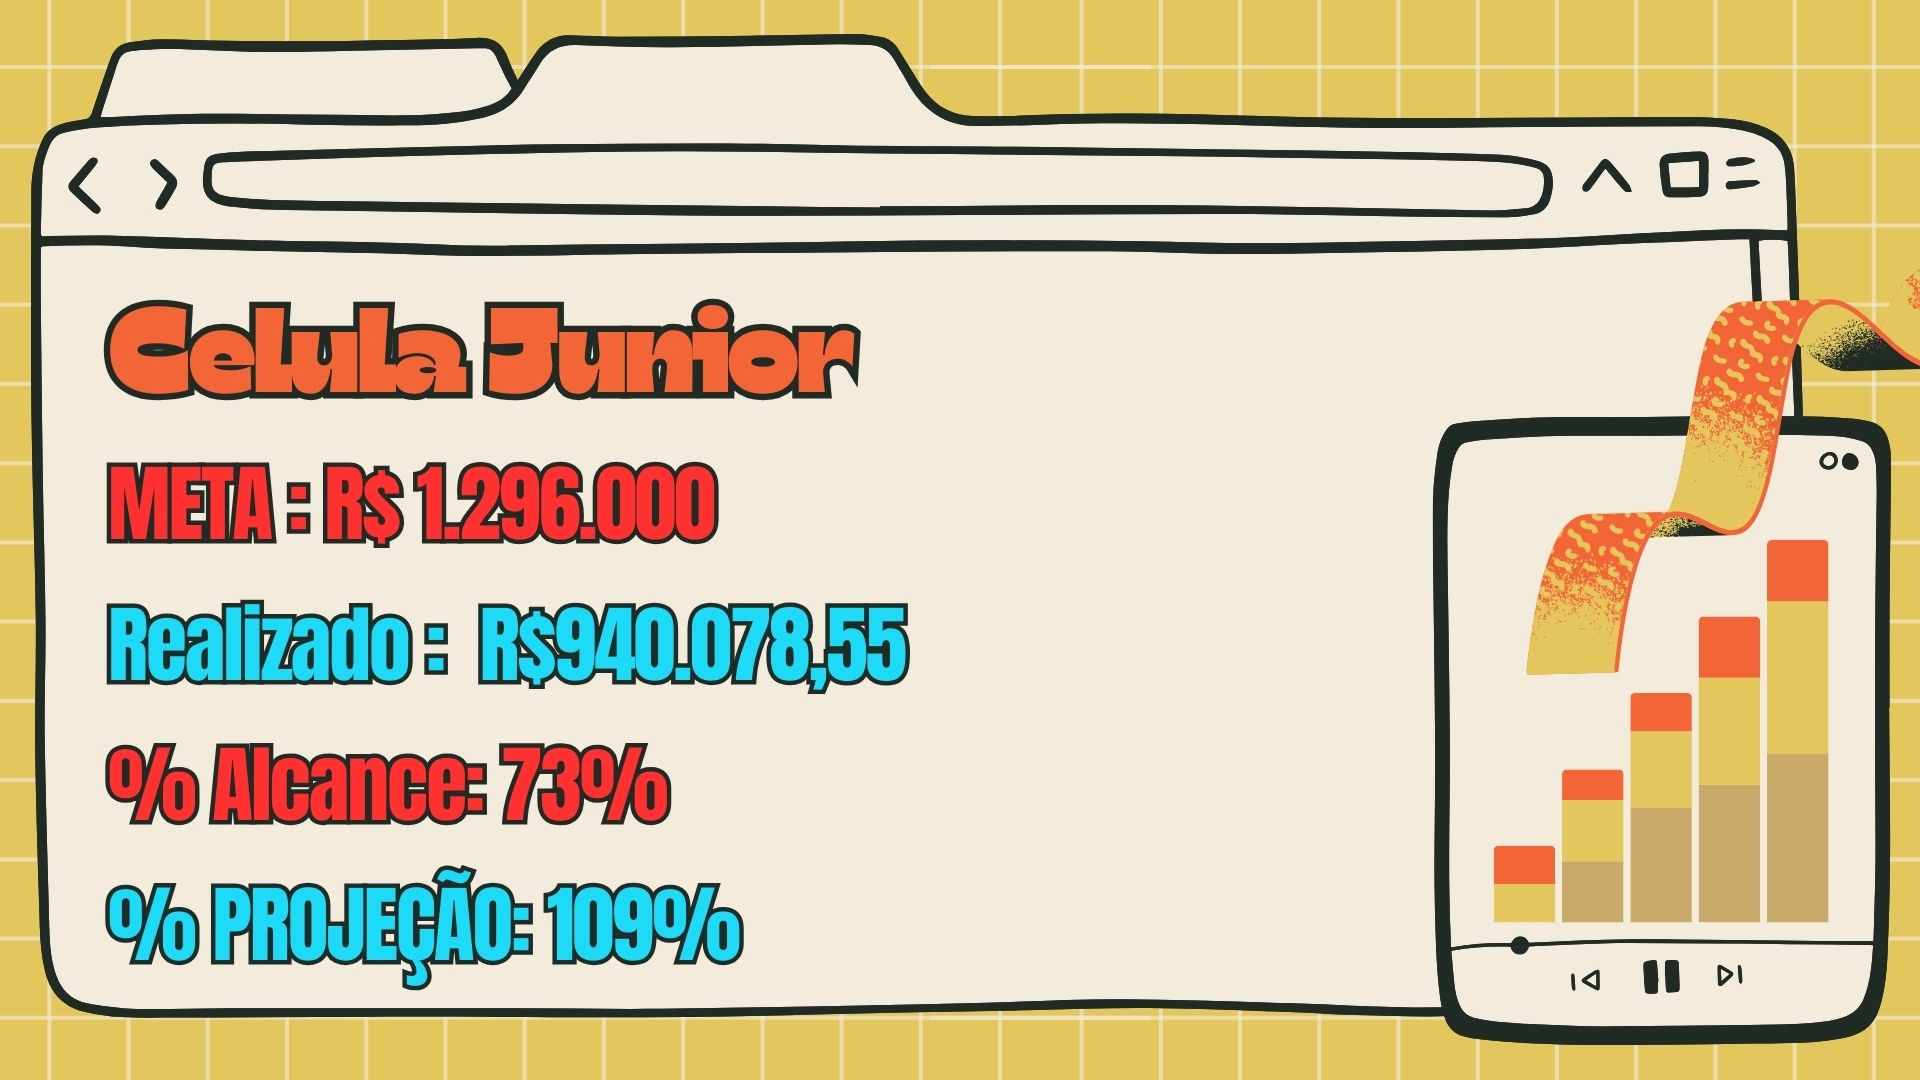 Celula Junior
META : R$ 1.296.000
Realizado : R$940.078,55
% Alcance: 73%
% PROJEÇÃO: 109%